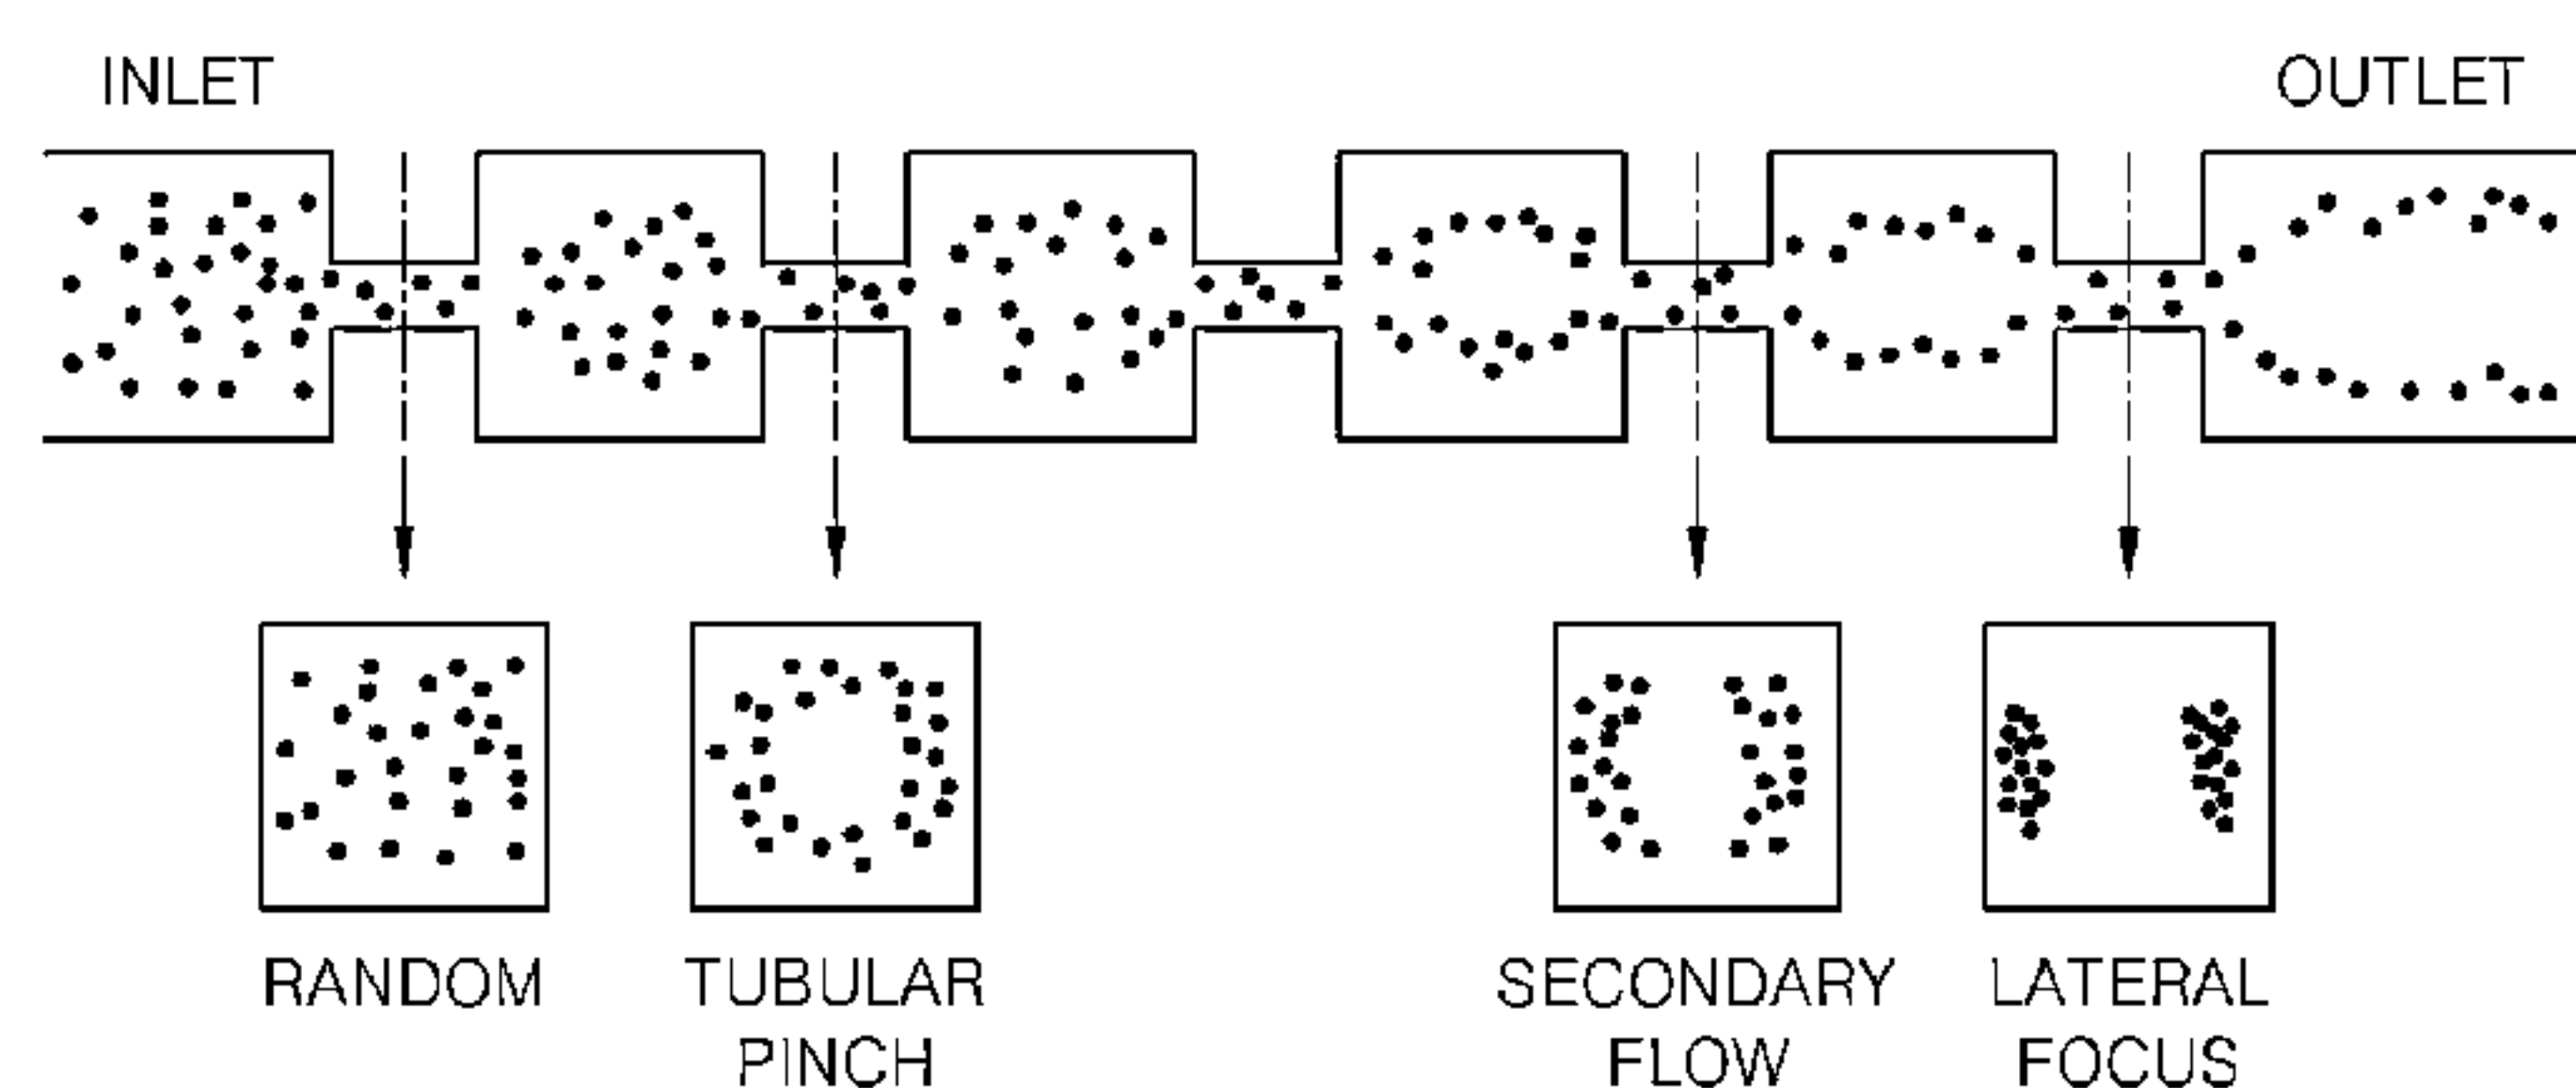 INLET
OUTLET
RANDOM
TUBULAR
PINCH
SECONDARY
FLOW
LATERAL
FOCUS